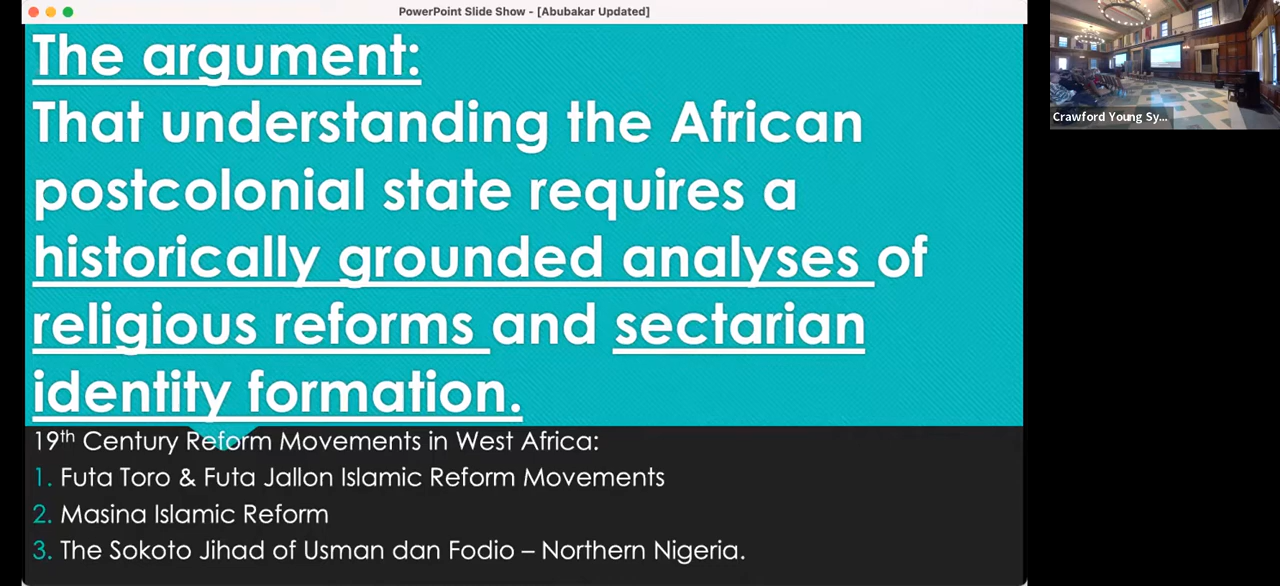 PowerPoint Slide Show - [Abubakar Updated]
The argument:
That understanding the African
postcolonial state requires a
historically grounded analyses of
religious reforms and sectarian
identity formation.
19th Century Reform Movements in West Africa:
1. Futa Toro & Futa Jallon Islamic Reform Movements
2. Masina Islamic Reform
3. The Sokoto Jihad of Usman dan Fodio – Northern Nigeria.
Crawford Young Sy...